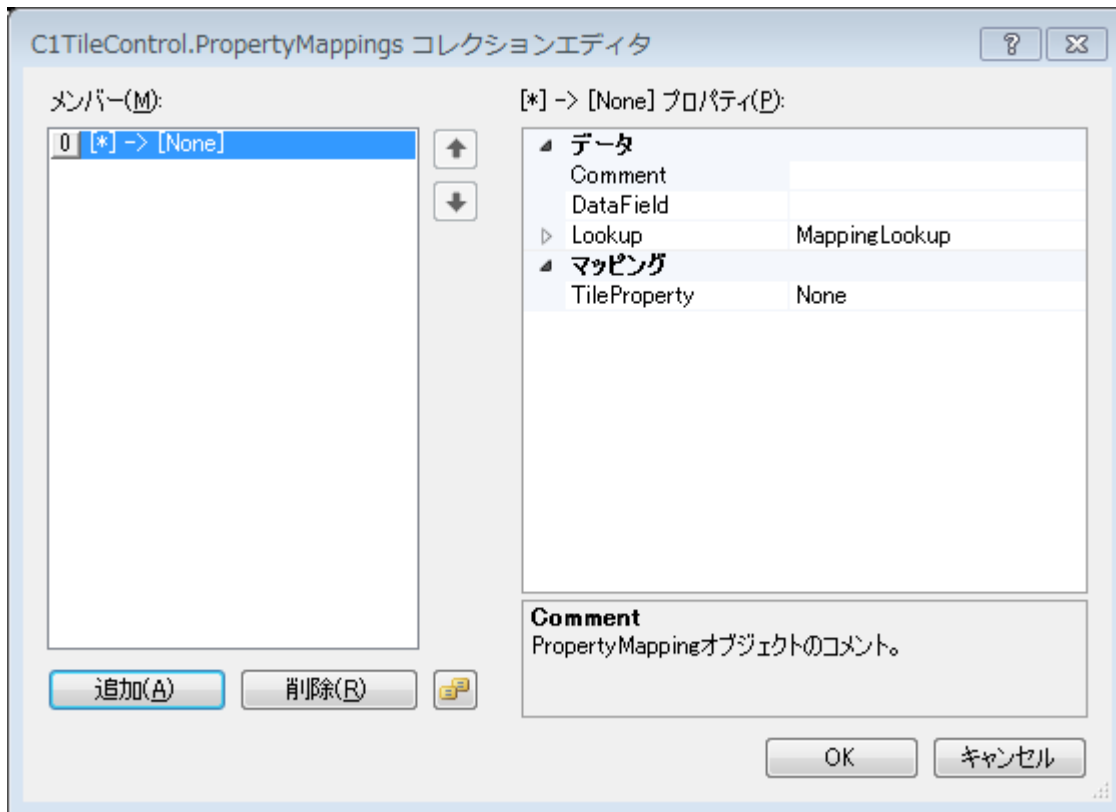 C1TileControl.PropertyMappings コレクションエディタ
メンバー(M):
0 [*] -> [None]
追加(A) 削除(R)
[*] -> [None] プロパティ(P):
データ
Comment
DataField
Lookup MappingLookup
マッピング
TileProperty None
Comment
PropertyMappingオブジェクトのコメント。
OK キャンセル